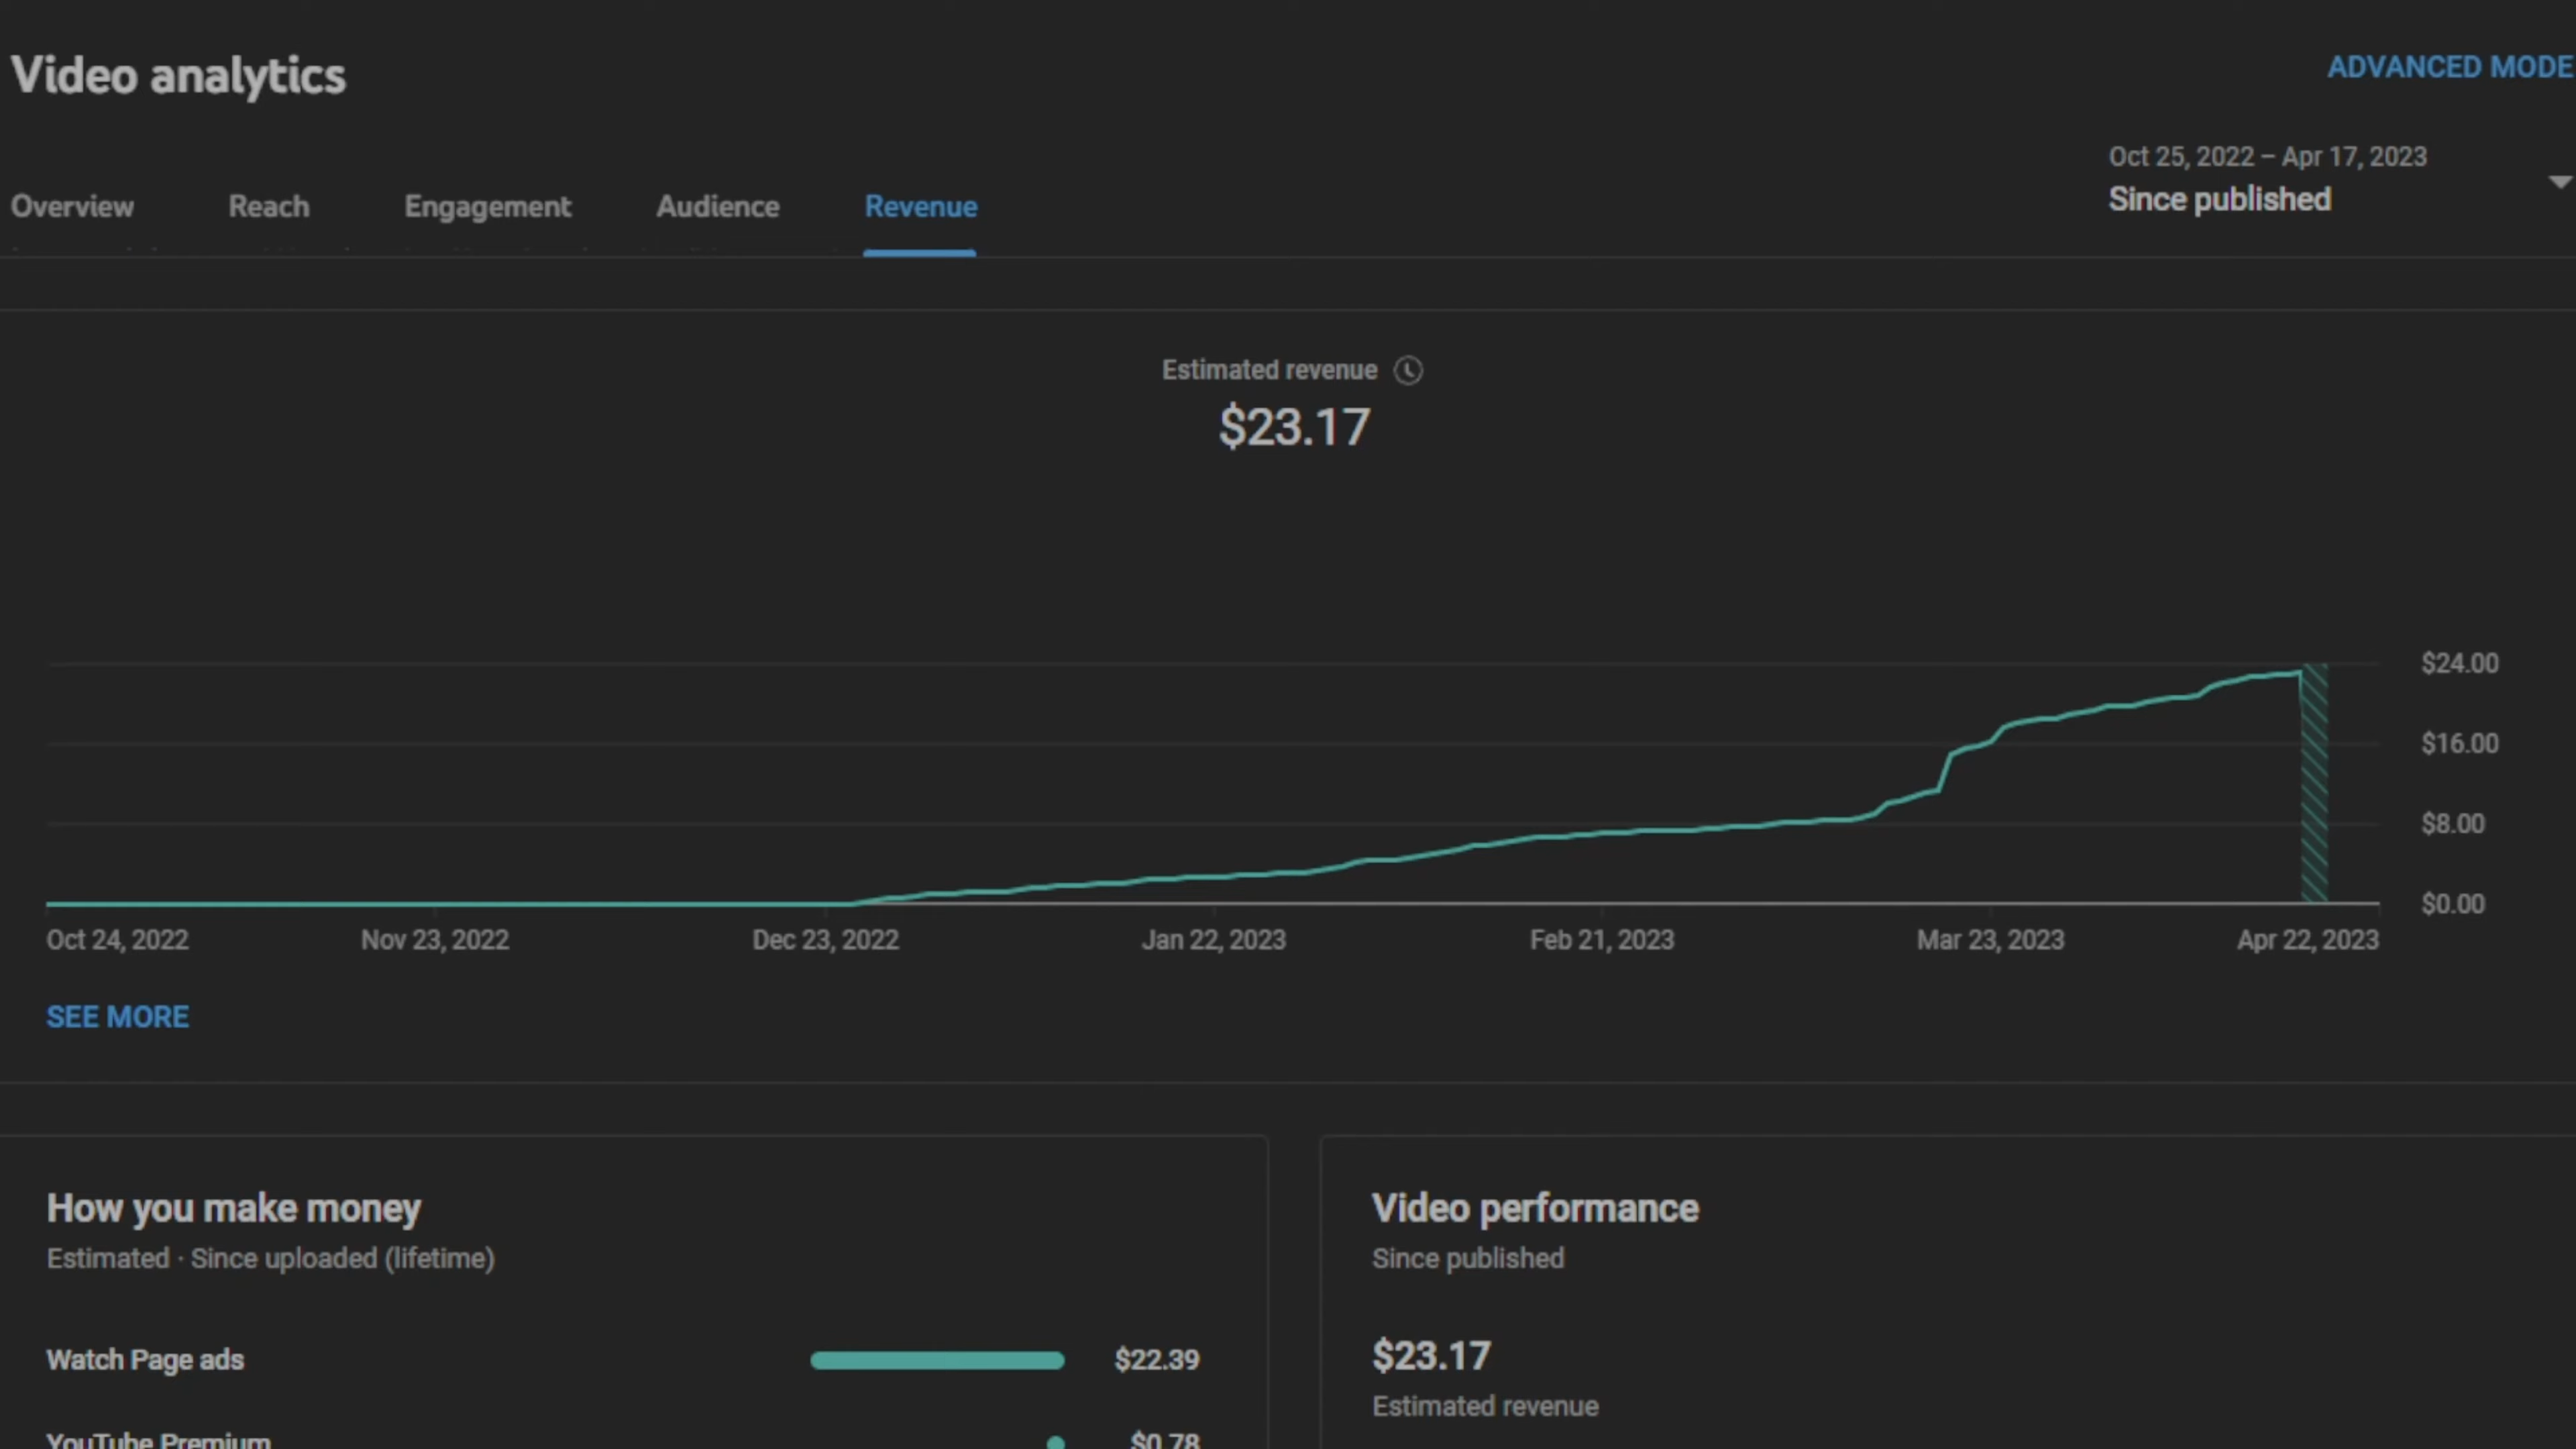 Video analytics
ADVANCED MODE
Oct 25, 2022 – Apr 17, 2023
Since published
Overview Reach Engagement Audience Revenue
Estimated revenue
$23.17
$24.00
$16.00
$8.00
$0.00
Oct 24, 2022 Nov 23, 2022 Dec 23, 2022 Jan 22, 2023 Feb 21, 2023 Mar 23, 2023 Apr 22, 2023
SEE MORE
How you make money
Estimated · Since uploaded (lifetime)
Watch Page ads $22.39
YouTube Premium $0.78
Video performance
Since published
$23.17
Estimated revenue